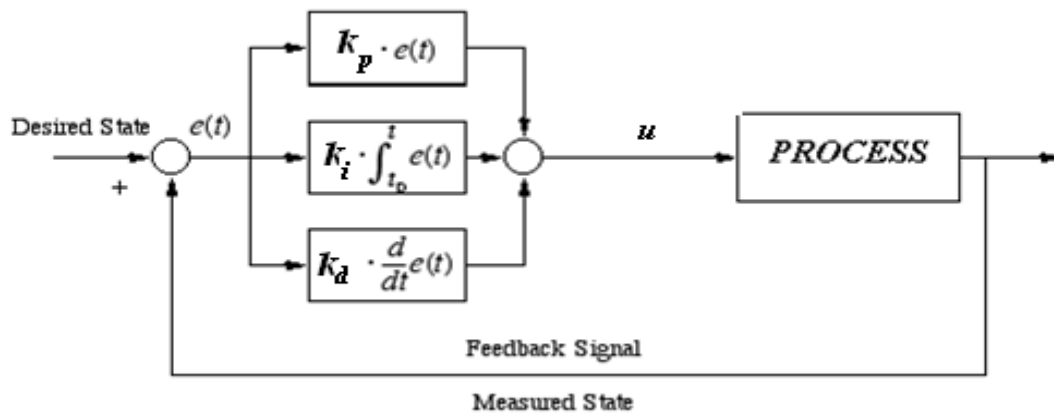 k_p · e(t)
Desired State
e(t)
+
k_i · ∫_{t_0}^{t} e(t)
u
PROCESS
k_d · d/dt e(t)
Feedback Signal
Measured State